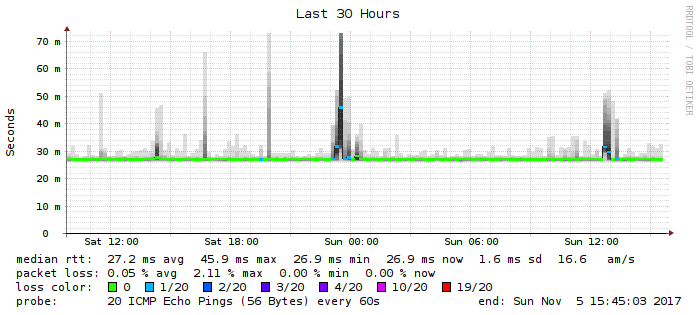 Last 30 Hours
RRDTOOL / TOBI OETIKER
Seconds
70 m
60 m
50 m
40 m
30 m
20 m
10 m
0
Sat 12:00 Sat 18:00 Sun 00:00 Sun 06:00 Sun 12:00
median rtt: 27.2 ms avg 45.9 ms max 26.9 ms min 26.9 ms now 1.6 ms sd 16.6 am/s
packet loss: 0.05 % avg 2.11 % max 0.00 % min 0.00 % now
loss color: 0 1/20 2/20 3/20 4/20 10/20 19/20
probe: 20 ICMP Echo Pings (56 Bytes) every 60s end: Sun Nov 5 15:45:03 2017